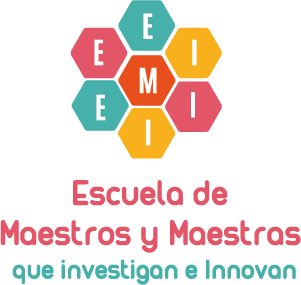 E
E I
M
E I
I
Escuela de
Maestros y Maestras
que investigan e Innovan